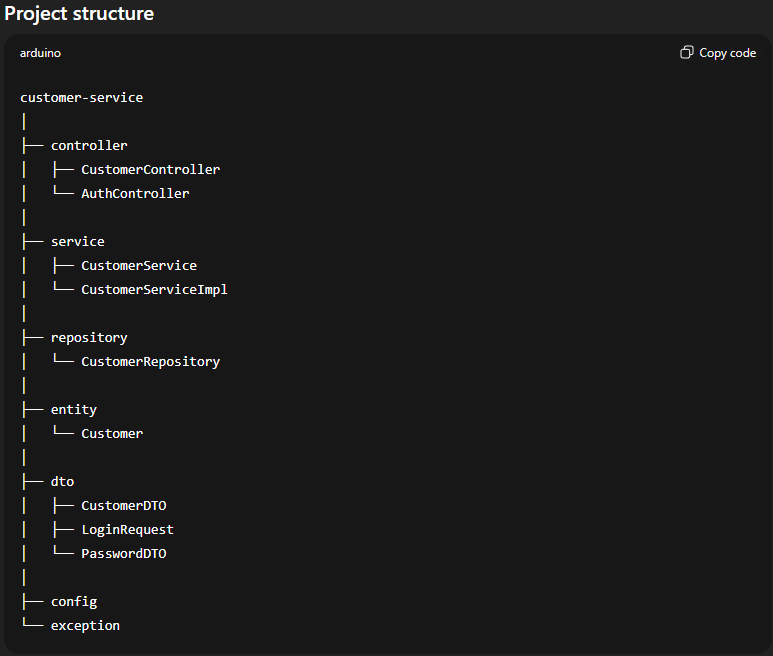 Project structure
arduino
Copy code
customer-service
│
├── controller
│   ├── CustomerController
│   └── AuthController
│
├── service
│   ├── CustomerService
│   └── CustomerServiceImpl
│
├── repository
│   └── CustomerRepository
│
├── entity
│   └── Customer
│
├── dto
│   ├── CustomerDTO
│   ├── LoginRequest
│   └── PasswordDTO
│
├── config
└── exception